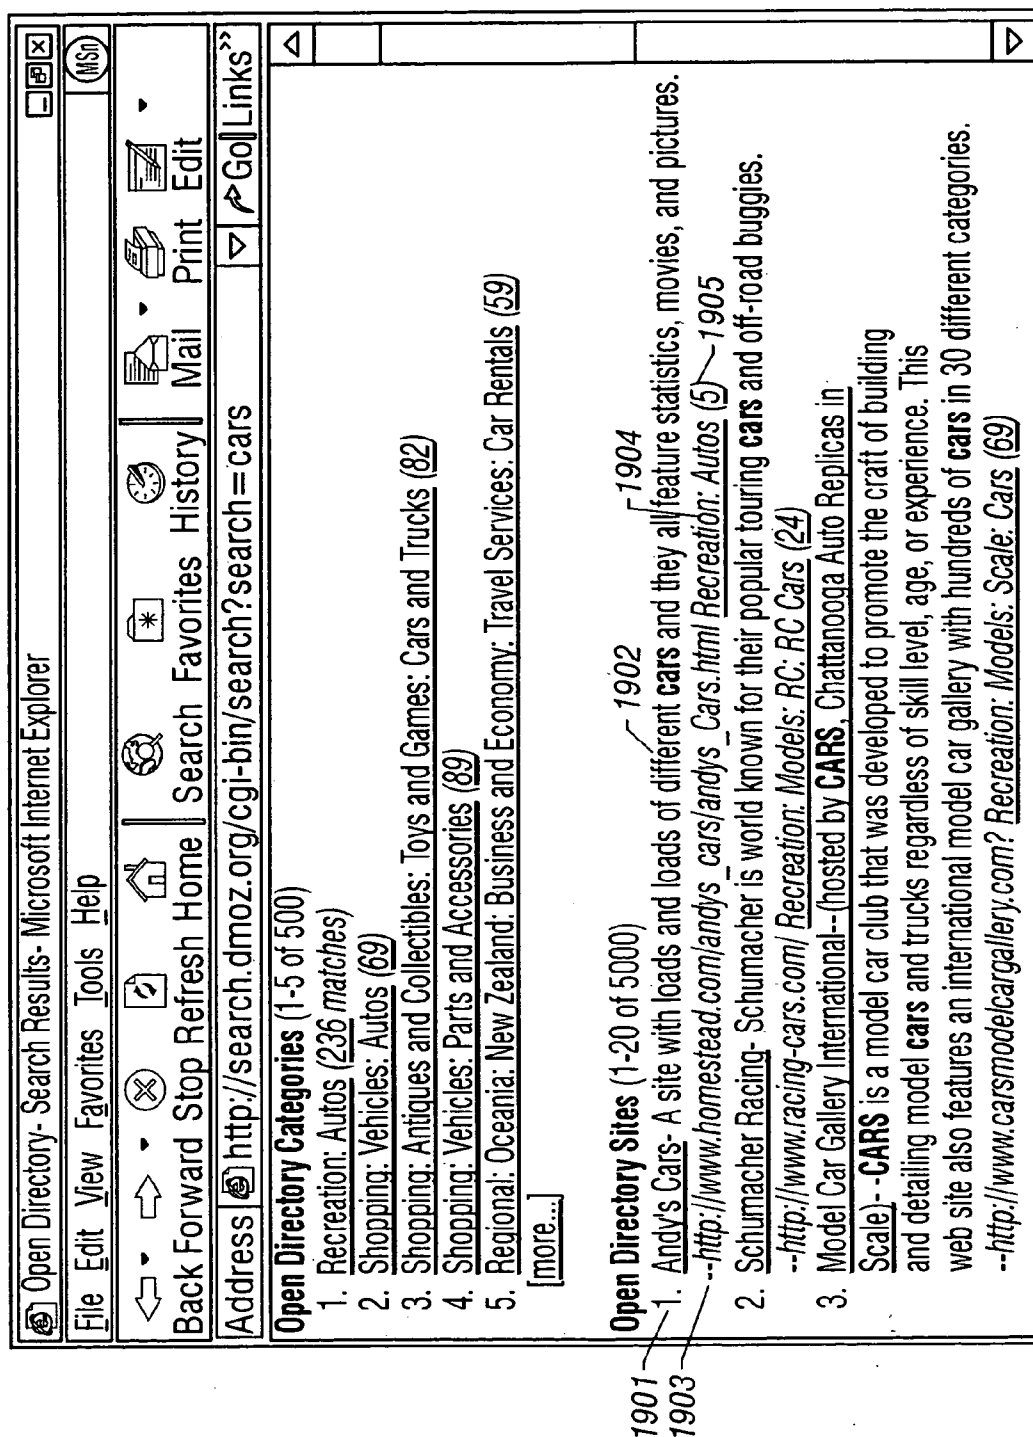 Open Directory- Search Results- Microsoft Internet Explorer
File Edit View Favorites Tools Help
MSn
Back Forward Stop Refresh Home Search Favorites History Mail Print Edit
Address http://search.dmoz.org/cgi-bin/search?search=cars Go Links >>
Open Directory Categories (1-5 of 500)
1. Recreation: Autos (236 matches)
2. Shopping: Vehicles: Autos (69)
3. Shopping: Antiques and Collectibles: Toys and Games: Cars and Trucks (82)
4. Shopping: Vehicles: Parts and Accessories (89)
5. Regional: Oceania: New Zealand: Business and Economy: Travel Services: Car Rentals (59)
[more...]
1902
1904
Open Directory Sites (1-20 of 5000)
1901 1. Andy's Cars- A site with loads and loads of different cars and they all feature statistics, movies, and pictures.
1903 --http://www.homestead.com/andys_cars/andys_Cars.html Recreation: Autos (5) 1905
2. Schumacher Racing- Schumacher is world known for their popular touring cars and off-road buggies.
--http://www.racing-cars.com/ Recreation: Models: RC: RC Cars (24)
3. Model Car Gallery International--(hosted by CARS, Chattanooga Auto Replicas in
Scale)- -CARS is a model car club that was developed to promote the craft of building
and detailing model cars and trucks regardless of skill level, age, or experience. This
web site also features an international model car gallery with hundreds of cars in 30 different categories.
--http://www.carsmodelcargallery.com? Recreation: Models: Scale: Cars (69)